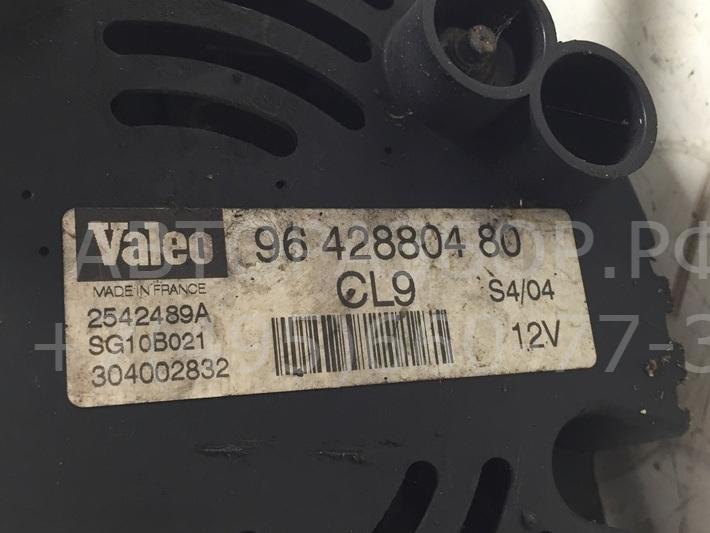 Valeo
96 428804 80
MADE IN FRANCE
CL9
S4/04
2542489A
SG10B021
12V
304002832